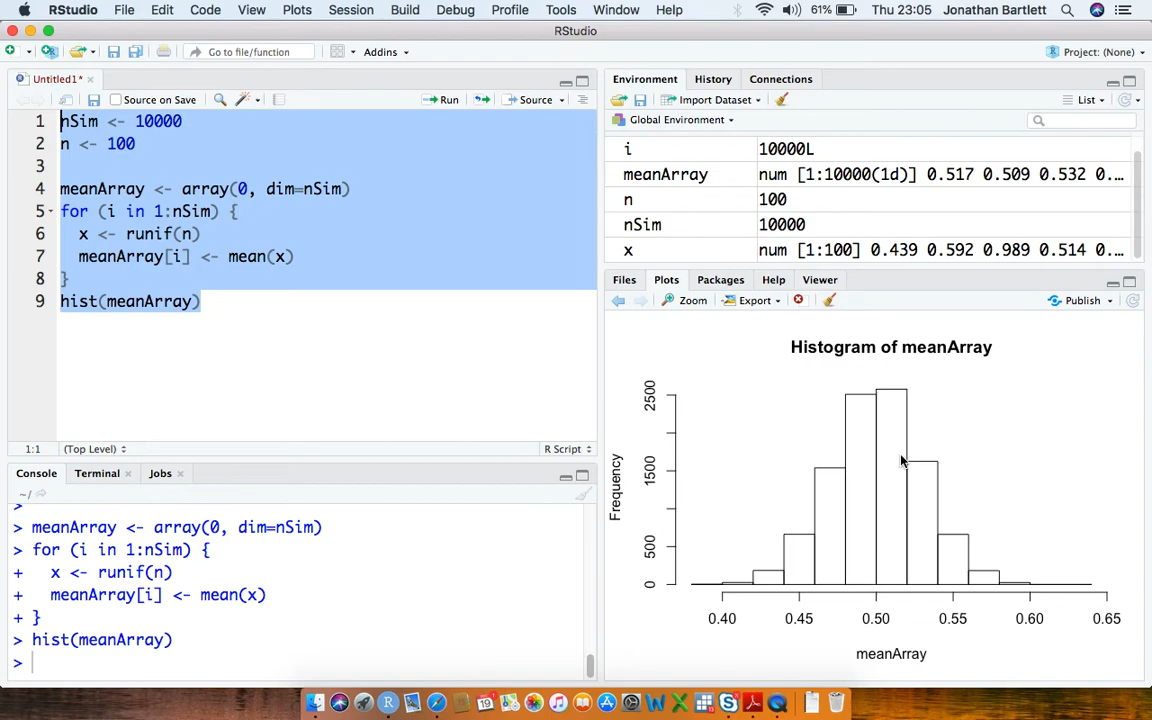 RStudio File Edit Code View Plots Session Build Debug Profile Tools Window Help 61% Thu 23:05 Jonathan Bartlett
RStudio
Go to file/function Addins Project: (None)
Untitled1*
Source on Save Run Source
1 nSim <- 10000
2 n <- 100
3
4 meanArray <- array(0, dim=nSim)
5 for (i in 1:nSim) {
6 x <- runif(n)
7 meanArray[i] <- mean(x)
8 }
9 hist(meanArray)
1:1 (Top Level) R Script
Console Terminal Jobs
~/
>
> meanArray <- array(0, dim=nSim)
> for (i in 1:nSim) {
+ x <- runif(n)
+ meanArray[i] <- mean(x)
+ }
> hist(meanArray)
>
Environment History Connections
Import Dataset List
Global Environment
i 10000L
meanArray num [1:10000(1d)] 0.517 0.509 0.532 0.…
n 100
nSim 10000
x num [1:100] 0.439 0.592 0.989 0.514 0.…
Files Plots Packages Help Viewer
Zoom Export Publish
Histogram of meanArray
Frequency
2500
1500
500
0
0.40 0.45 0.50 0.55 0.60 0.65
meanArray